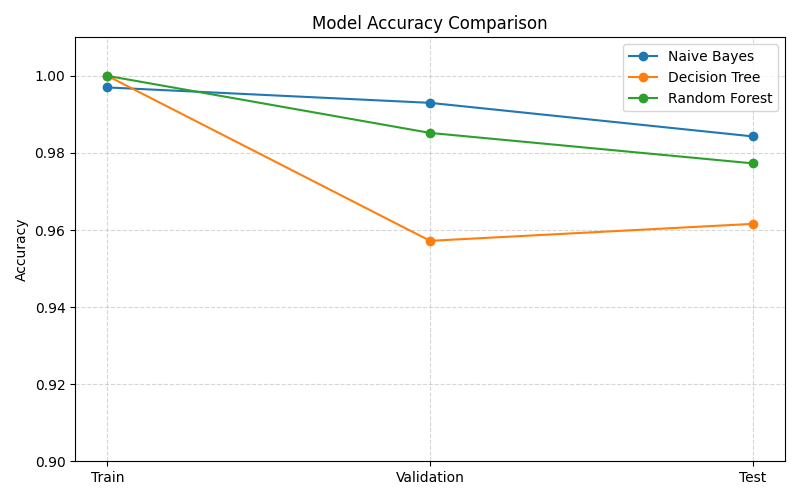 Model Accuracy Comparison
Naive Bayes
Decision Tree
Random Forest
Accuracy
1.00
0.98
0.96
0.94
0.92
0.90
Train
Validation
Test